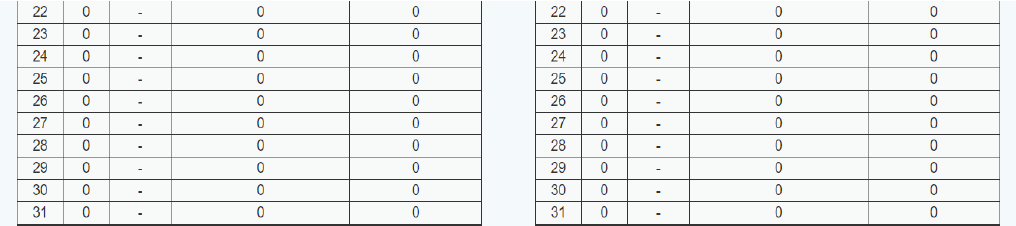 22 0 - 0 0 22 0 - 0 0
23 0 - 0 0 23 0 - 0 0
24 0 - 0 0 24 0 - 0 0
25 0 - 0 0 25 0 - 0 0
26 0 - 0 0 26 0 - 0 0
27 0 - 0 0 27 0 - 0 0
28 0 - 0 0 28 0 - 0 0
29 0 - 0 0 29 0 - 0 0
30 0 - 0 0 30 0 - 0 0
31 0 - 0 0 31 0 - 0 0